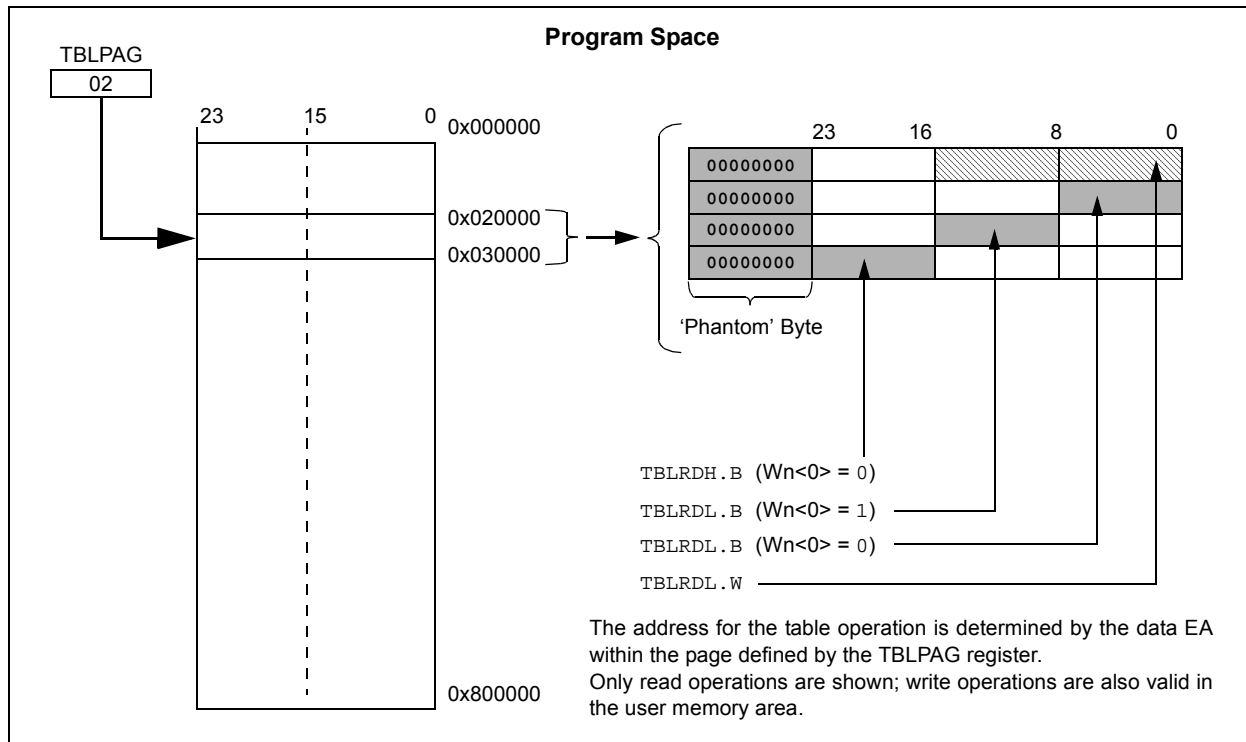 Program Space
TBLPAG
02
23 15 0
0x000000
0x020000
0x030000
0x800000
23 16 8 0
00000000
00000000
00000000
00000000
‘Phantom’ Byte
TBLRDH.B (Wn<0> = 0)
TBLRDL.B (Wn<0> = 1)
TBLRDL.B (Wn<0> = 0)
TBLRDL.W
The address for the table operation is determined by the data EA
within the page defined by the TBLPAG register.
Only read operations are shown; write operations are also valid in
the user memory area.